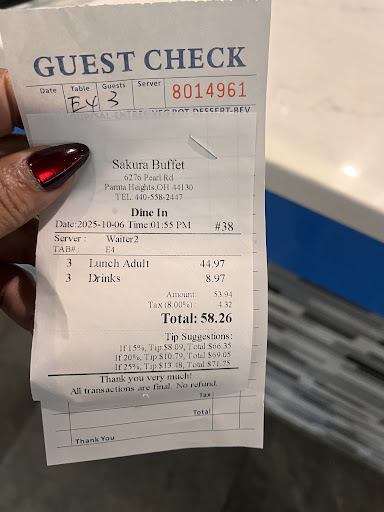 GUEST CHECK
Date Table Guests Server
E4 3 8014961
Sakura Buffet
6276 Pearl Rd
Parma Heights,OH 44130
TEL:440-558-2447
Dine In
Date:2025-10-06 Time:01:55 PM #38
Server : Waiter2
TAB# : E4
3 Lunch Adult 44.97
3 Drinks 8.97
Amount: 53.94
Tax (8.00%): 4.32
Total: 58.26
Tip Suggestions:
If 15%, Tip:$8.09, Total $66.35
If 20%, Tip:$10.79, Total $69.05
If 25%, Tip:$13.48, Total $71.75
Thank you very much!
All transactions are final. No refund.
Tax
Total
Thank You